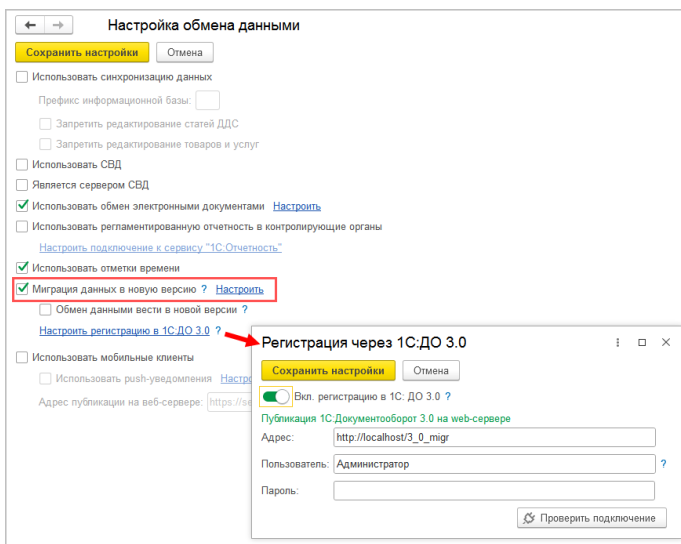 Настройка обмена данными
Сохранить настройки Отмена
Использовать синхронизацию данных
Префикс информационной базы:
Запретить редактирование статей ДДС
Запретить редактирование товаров и услуг
Использовать СВД
Является сервером СВД
Использовать обмен электронными документами Настроить
Использовать регламентированную отчетность в контролирующие органы
Настроить подключение к сервису "1С.Отчетность"
Использовать отметки времени
Миграция данных в новую версию ? Настроить
Обмен данными вести в новой версии ?
Настроить регистрацию в 1С:ДО 3.0 ?
Использовать мобильные клиенты
Использовать push-уведомления Настро
Адрес публикации на веб-сервере: https://se
Регистрация через 1С:ДО 3.0
Сохранить настройки Отмена
Вкл. регистрацию в 1С: ДО 3.0 ?
Публикация 1С:Документооборот 3.0 на web-сервере
Адрес: http://localhost/3_0_migr
Пользователь: Администратор ?
Пароль:
Проверить подключение